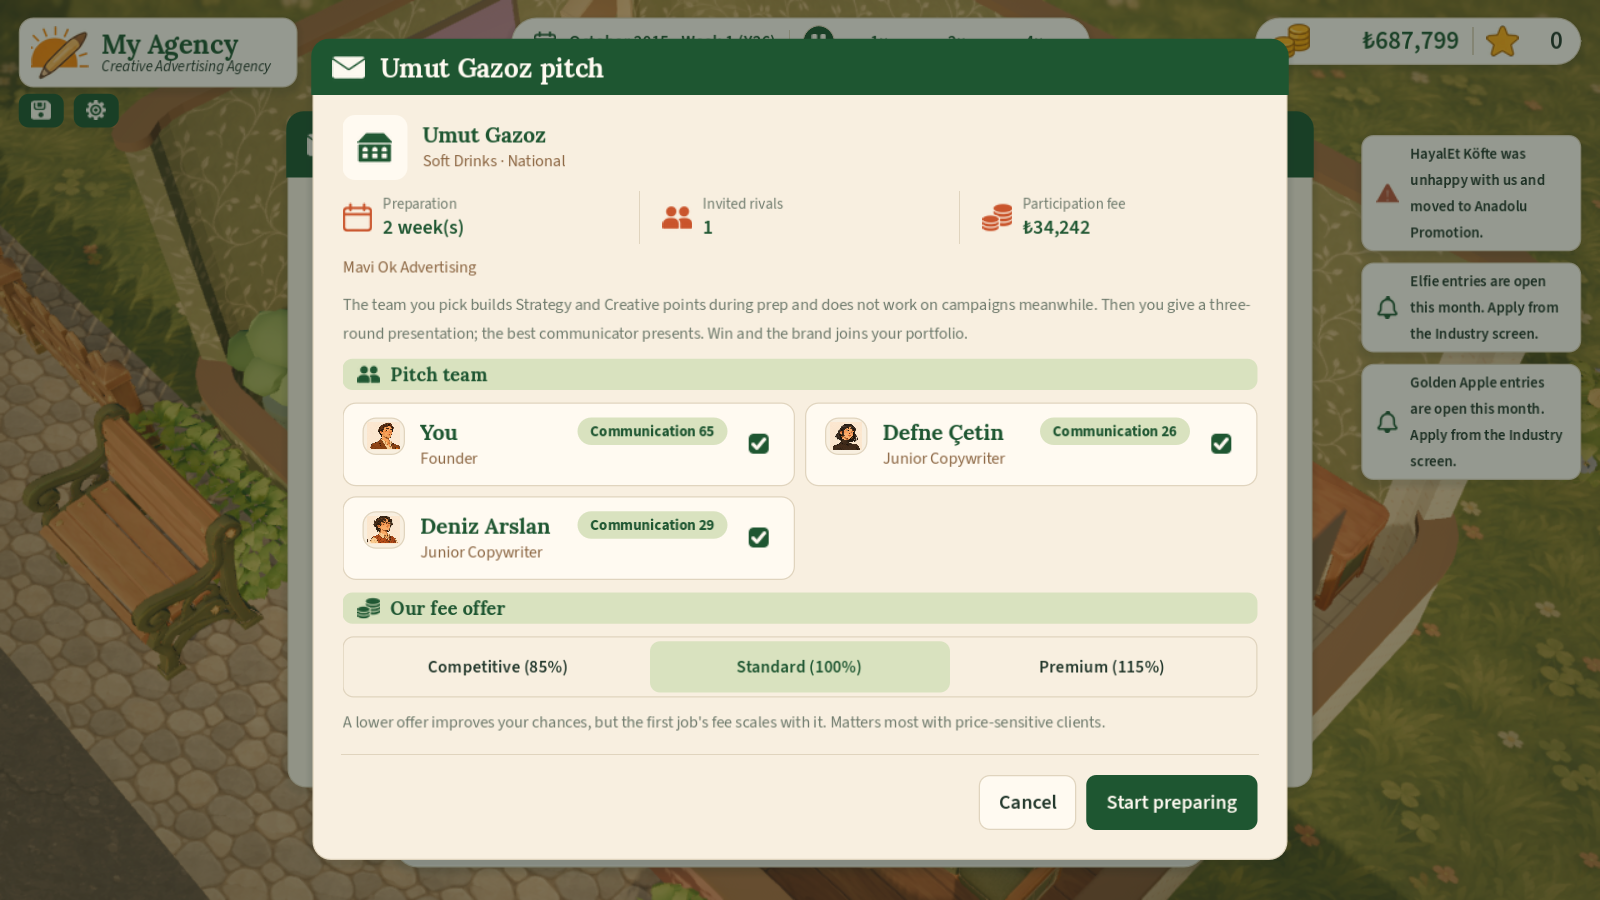 My Agency
Creative Advertising Agency
₺687,799
0
Umut Gazoz pitch
Umut Gazoz
Soft Drinks · National
Preparation
2 week(s)
Invited rivals
1
Participation fee
₺34,242
Mavi Ok Advertising
The team you pick builds Strategy and Creative points during prep and does not work on campaigns meanwhile. Then you give a three-
round presentation; the best communicator presents. Win and the brand joins your portfolio.
Pitch team
You
Founder
Communication 65
Defne Çetin
Junior Copywriter
Communication 26
Deniz Arslan
Junior Copywriter
Communication 29
Our fee offer
Competitive (85%)
Standard (100%)
Premium (115%)
A lower offer improves your chances, but the first job's fee scales with it. Matters most with price-sensitive clients.
Cancel
Start preparing
HayalEt Köfte was
unhappy with us and
moved to Anadolu
Promotion.
Elfie entries are open
this month. Apply from
the Industry screen.
Golden Apple entries
are open this month.
Apply from the Industry
screen.